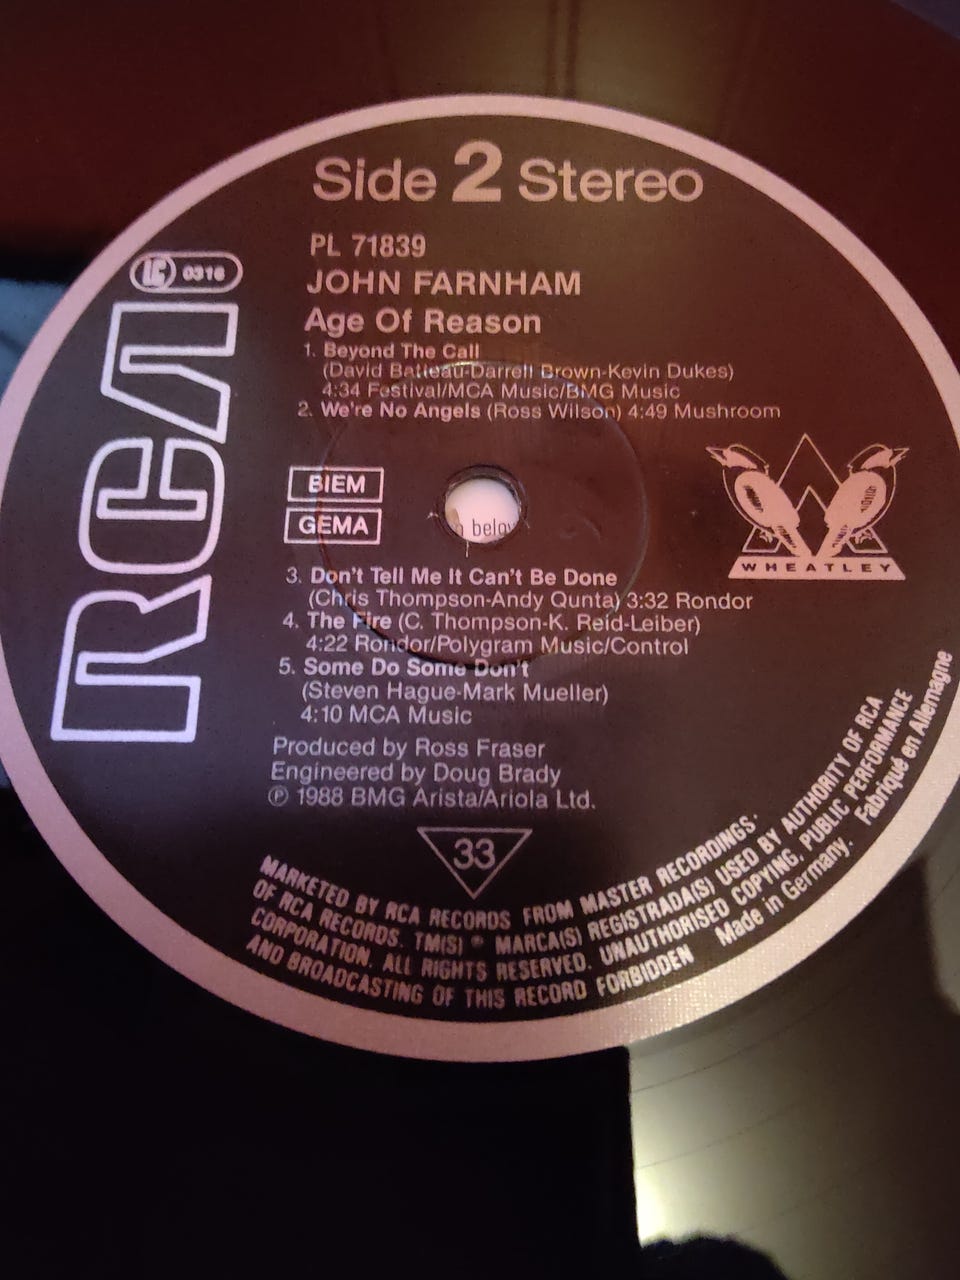 Side 2 Stereo
PL 71839
LC 0316
JOHN FARNHAM
Age Of Reason
RCA
1. Beyond The Call
(David Batteau-Darrell Brown-Kevin Dukes)
4:34 Festival/MCA Music/BMG Music
2. We're No Angels (Ross Wilson) 4:49 Mushroom
BIEM
GEMA
below
WHEATLEY
3. Don't Tell Me It Can't Be Done
(Chris Thompson-Andy Qunta) 3:32 Rondor
4. The Fire (C. Thompson-K. Reid-Leiber)
4:22 Rondor/Polygram Music/Control
5. Some Do Some Don't
(Steven Hague-Mark Mueller)
4:10 MCA Music
Produced by Ross Fraser
Engineered by Doug Brady
℗ 1988 BMG Arista/Ariola Ltd.
33
MARKETED BY RCA RECORDS FROM MASTER RECORDINGS
OF RCA RECORDS. TM(S) ® MARCA(S) REGISTRADA(S) USED BY AUTHORITY OF RCA
CORPORATION. ALL RIGHTS RESERVED. UNAUTHORISED COPYING, PUBLIC PERFORMANCE
AND BROADCASTING OF THIS RECORD FORBIDDEN Made in Germany. Fabriqué en Allemagne